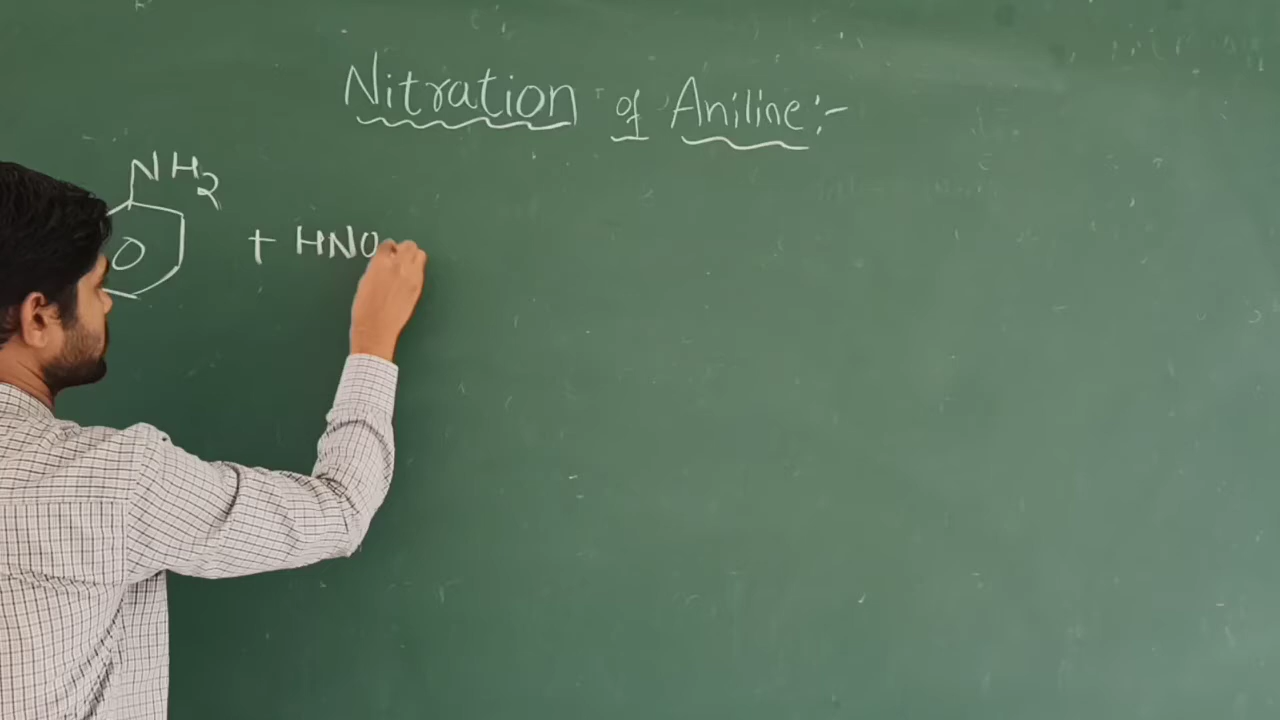 Nitration of Aniline:-
NH2
+ HNO